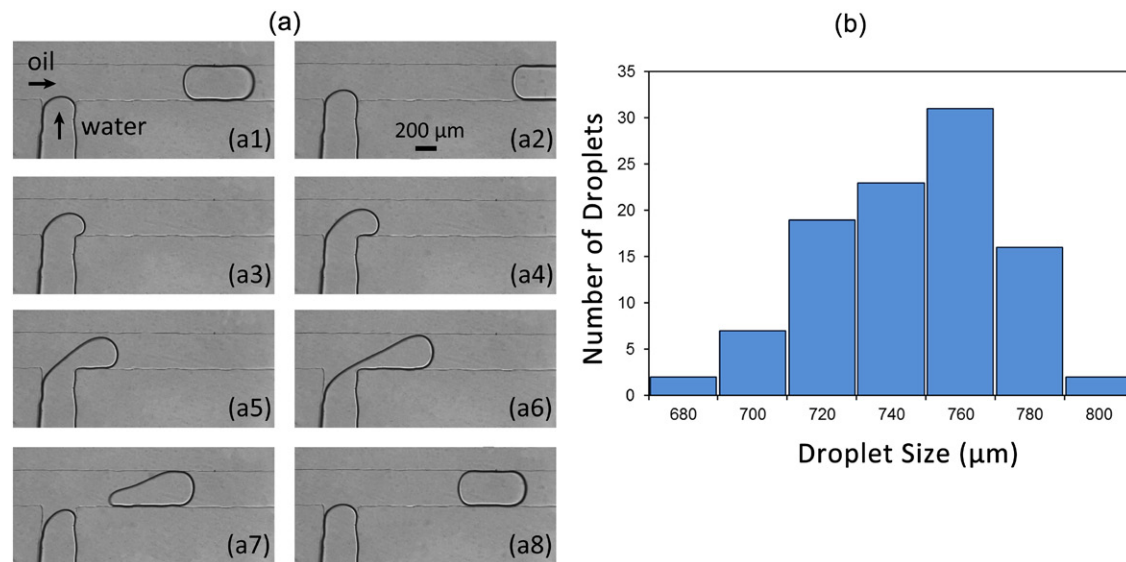 (a)
oil
water
(a1)
200 μm
(a2)
(a3)
(a4)
(a5)
(a6)
(a7)
(a8)
(b)
35
30
25
20
15
10
5
0
Number of Droplets
680 700 720 740 760 780 800
Droplet Size (μm)